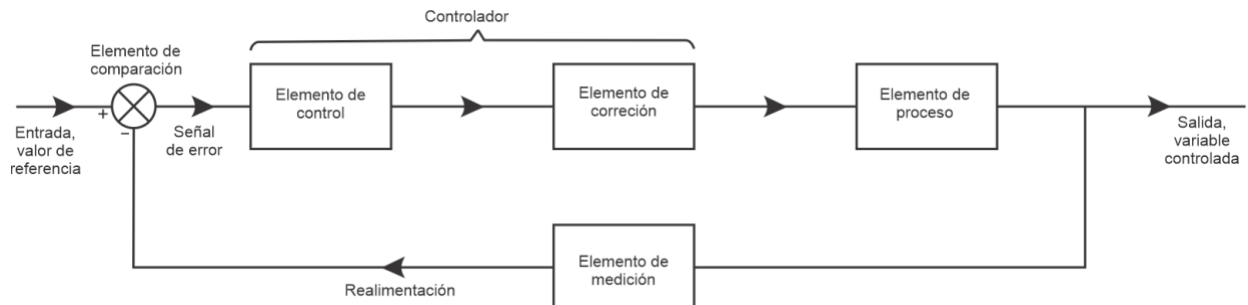 Controlador
Elemento de
comparación
Elemento de
control
Elemento de
correción
Elemento de
proceso
+
−
Entrada,
valor de
referencia
Señal
de error
Salida,
variable
controlada
Elemento de
medición
Realimentación